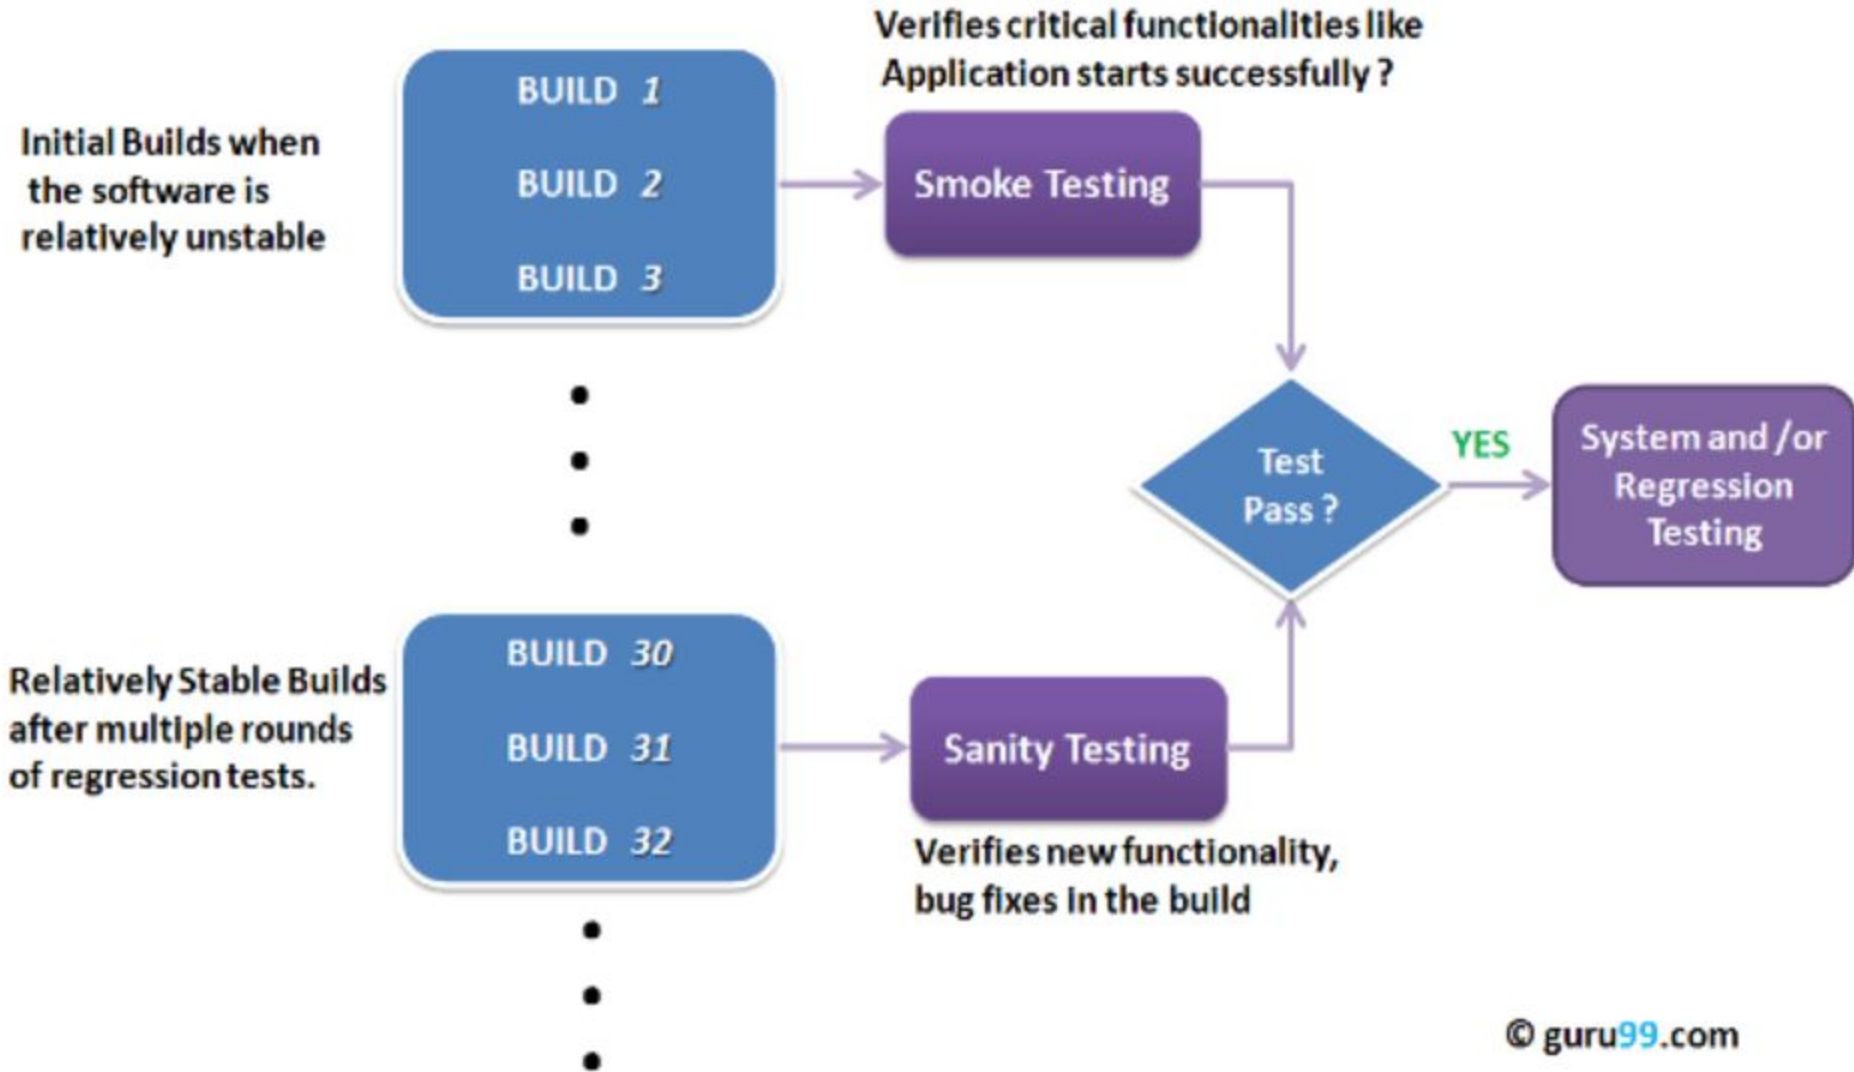 Verifies critical functionalities like
Application starts successfully ?
Initial Builds when
the software is
relatively unstable
BUILD 1
BUILD 2
BUILD 3
Smoke Testing
Test
Pass ?
YES
System and /or
Regression
Testing
Relatively Stable Builds
after multiple rounds
of regression tests.
BUILD 30
BUILD 31
BUILD 32
Sanity Testing
Verifies new functionality,
bug fixes in the build
© guru99.com